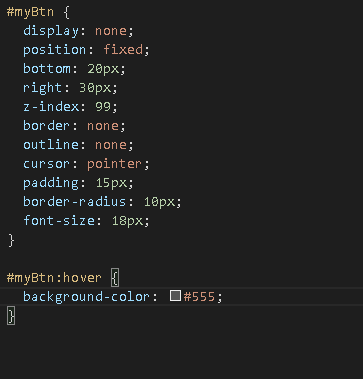 #myBtn {
  display: none;
  position: fixed;
  bottom: 20px;
  right: 30px;
  z-index: 99;
  border: none;
  outline: none;
  cursor: pointer;
  padding: 15px;
  border-radius: 10px;
  font-size: 18px;
}

#myBtn:hover {
  background-color: #555;
}